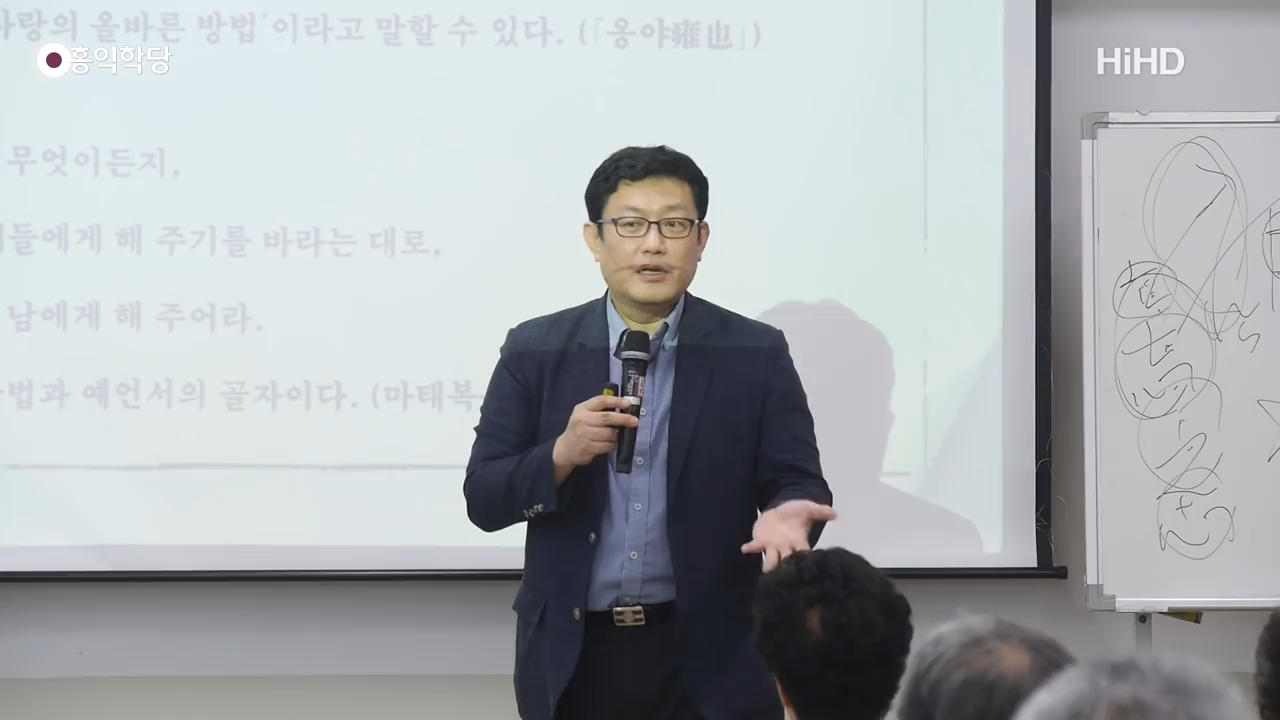 사랑의 올바른 방법'이라고 말할 수 있다. (「옹야雍也」)
홍익학당
HiHD
무엇이든지,
들에게 해 주기를 바라는 대로,
남에게 해 주어라.
예언서의 골자이다. (마태복